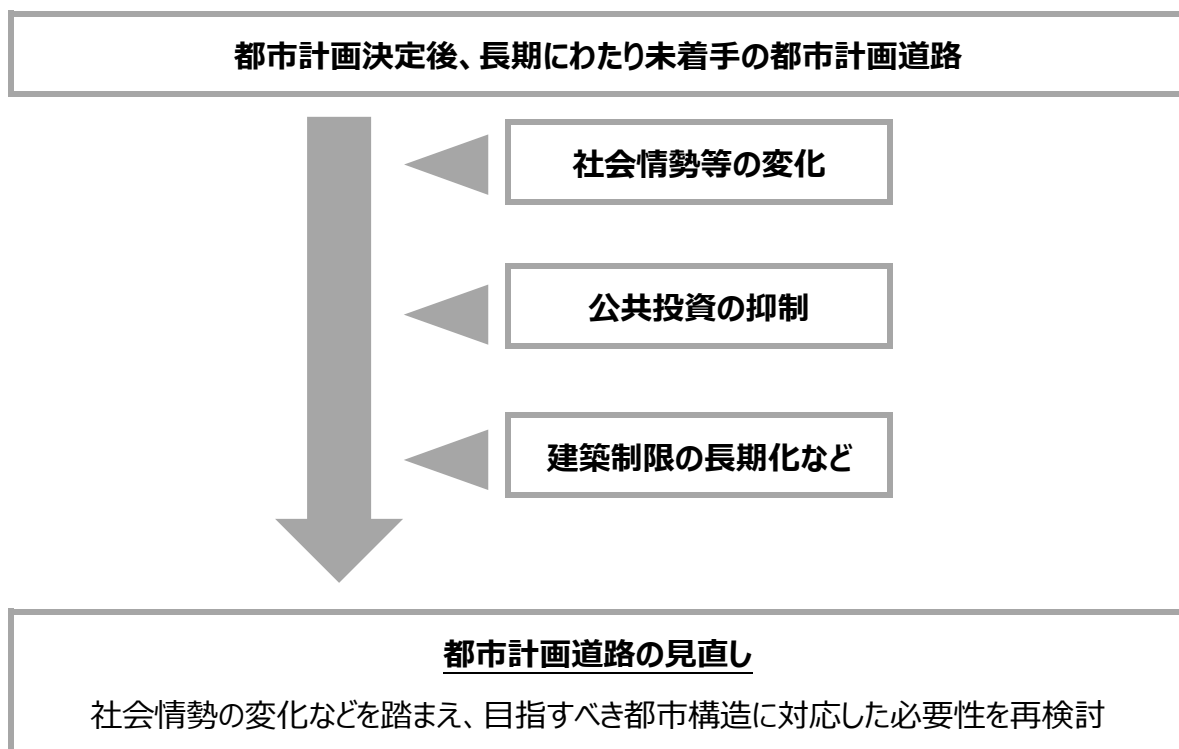 都市計画決定後、長期にわたり未着手の都市計画道路
社会情勢等の変化
公共投資の抑制
建築制限の長期化など
都市計画道路の見直し
社会情勢の変化などを踏まえ、目指すべき都市構造に対応した必要性を再検討